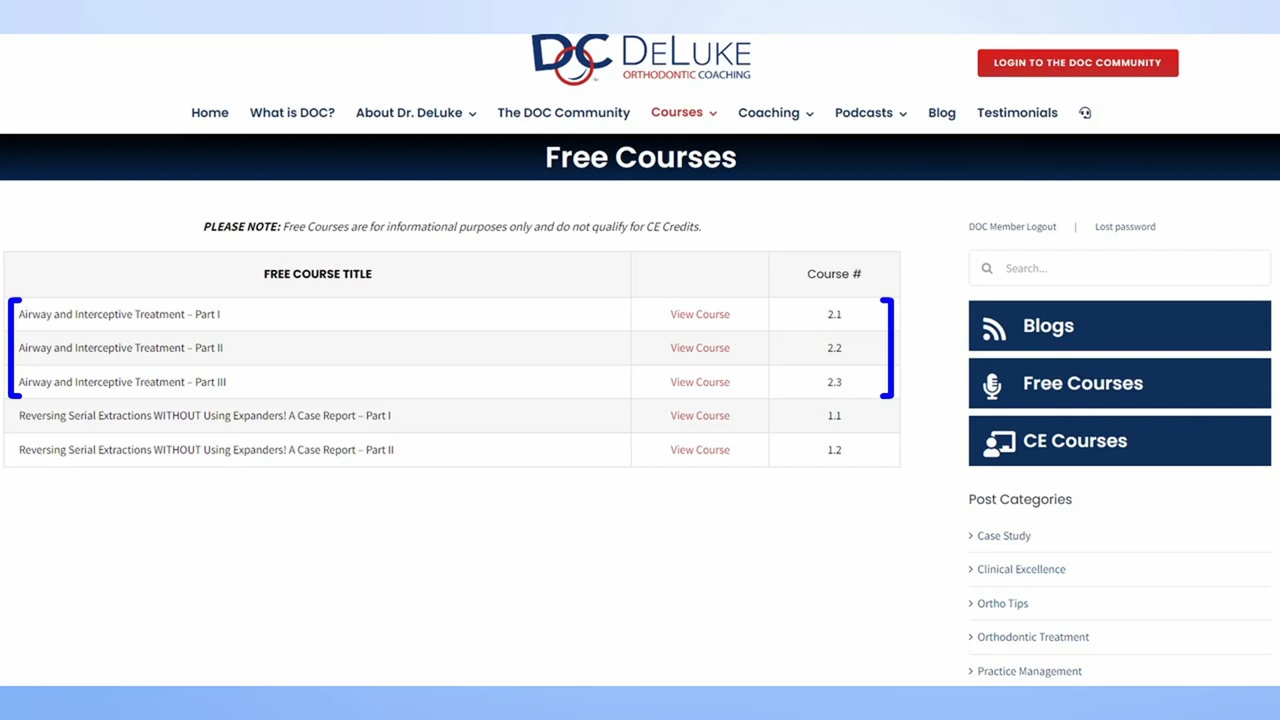 DOC DELUKE
ORTHODONTIC COACHING
LOGIN TO THE DOC COMMUNITY
Home What is DOC? About Dr. DeLuke The DOC Community Courses Coaching Podcasts Blog Testimonials
Free Courses
PLEASE NOTE: Free Courses are for informational purposes only and do not qualify for CE Credits.
DOC Member Logout | Lost password
FREE COURSE TITLE Course #
Search...
Airway and Interceptive Treatment – Part I View Course 2.1
Airway and Interceptive Treatment – Part II View Course 2.2
Airway and Interceptive Treatment – Part III View Course 2.3
Reversing Serial Extractions WITHOUT Using Expanders! A Case Report – Part I View Course 1.1
Reversing Serial Extractions WITHOUT Using Expanders! A Case Report – Part II View Course 1.2
Blogs
Free Courses
CE Courses
Post Categories
Case Study
Clinical Excellence
Ortho Tips
Orthodontic Treatment
Practice Management